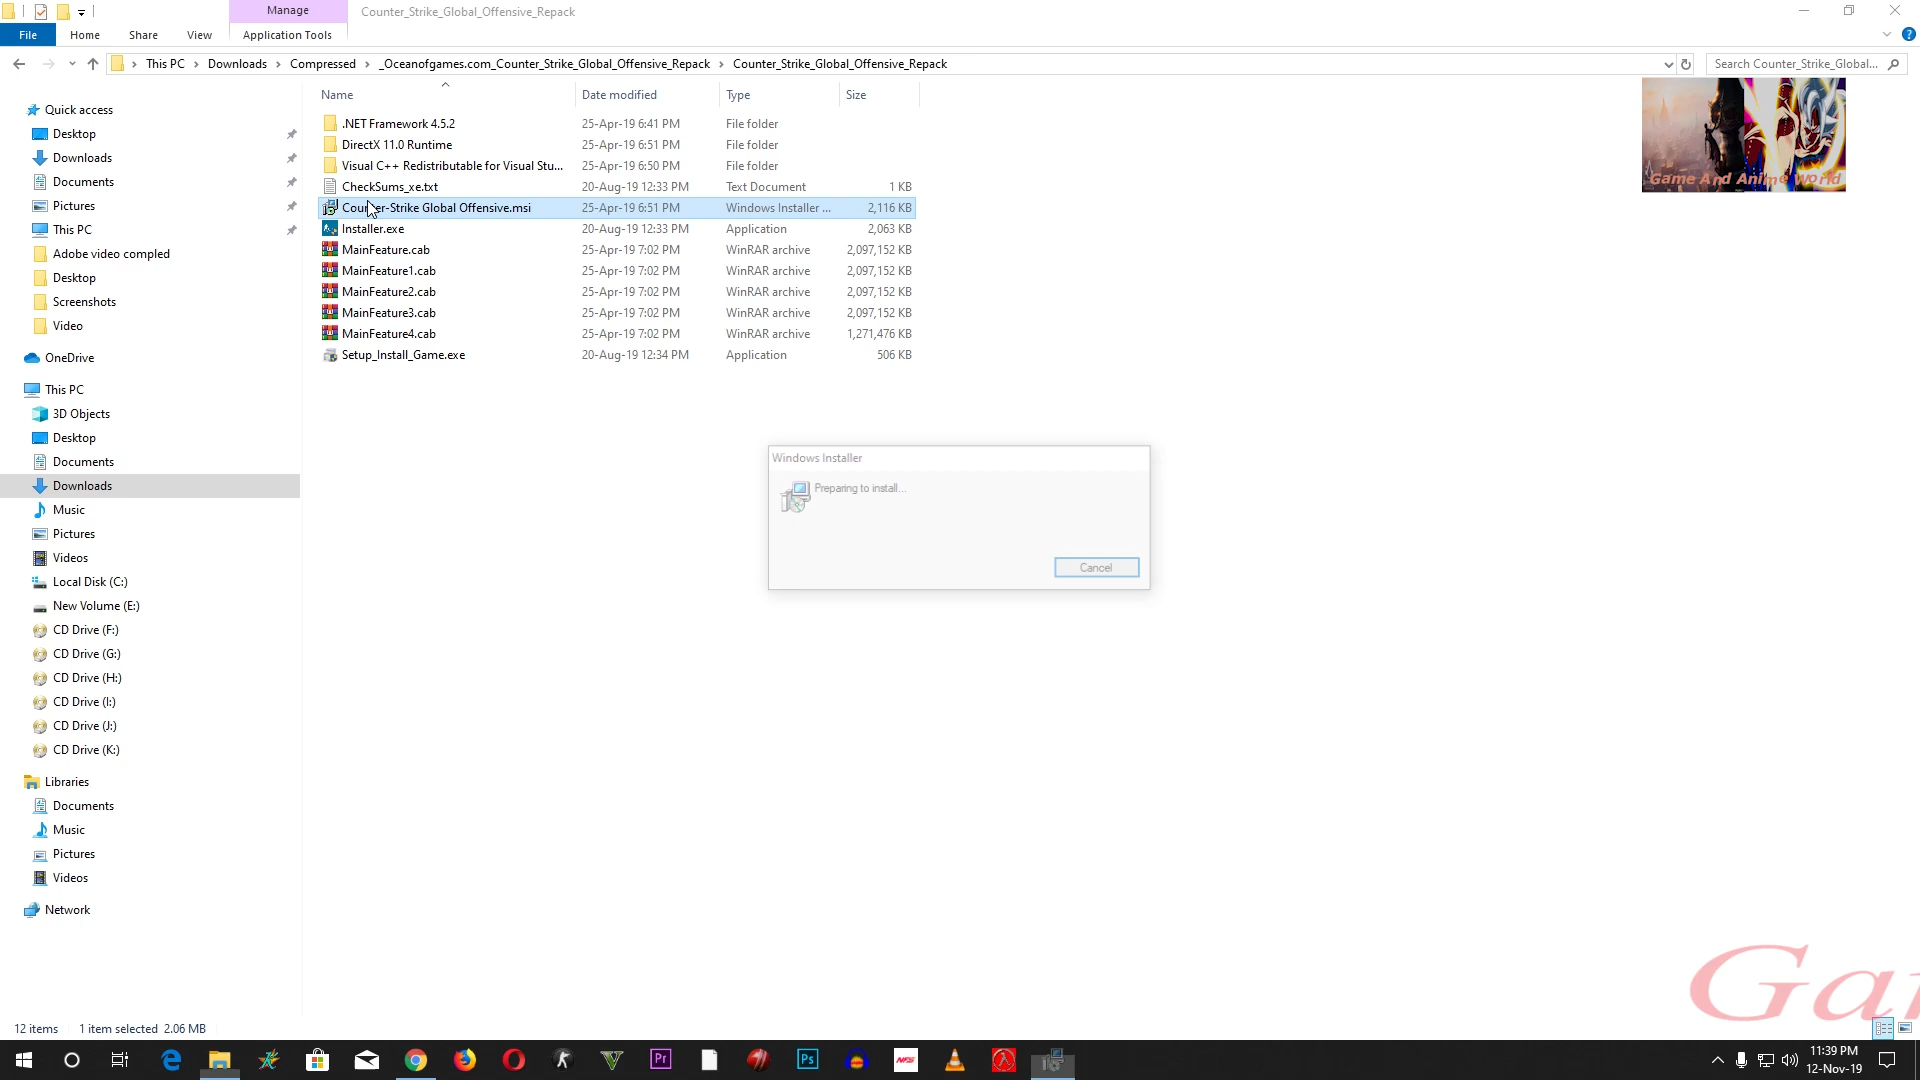 Manage
Counter_Strike_Global_Offensive_Repack
File
Home
Share
View
Application Tools
This PC
Downloads
Compressed
_Oceanofgames.com_Counter_Strike_Global_Offensive_Repack
Counter_Strike_Global_Offensive_Repack
Search Counter_Strike_Global...
Name
Date modified
Type
Size
Quick access
Desktop
Downloads
Documents
Pictures
This PC
Adobe video compled
Desktop
Screenshots
Video
OneDrive
This PC
3D Objects
Desktop
Documents
Downloads
Music
Pictures
Videos
Local Disk (C:)
New Volume (E:)
CD Drive (F:)
CD Drive (G:)
CD Drive (H:)
CD Drive (I:)
CD Drive (J:)
CD Drive (K:)
Libraries
Documents
Music
Pictures
Videos
Network
.NET Framework 4.5.2 25-Apr-19 6:41 PM File folder
DirectX 11.0 Runtime 25-Apr-19 6:51 PM File folder
Visual C++ Redistributable for Visual Stu... 25-Apr-19 6:50 PM File folder
CheckSums_xe.txt 20-Aug-19 12:33 PM Text Document 1 KB
Counter-Strike Global Offensive.msi 25-Apr-19 6:51 PM Windows Installer ... 2,116 KB
Installer.exe 20-Aug-19 12:33 PM Application 2,063 KB
MainFeature.cab 25-Apr-19 7:02 PM WinRAR archive 2,097,152 KB
MainFeature1.cab 25-Apr-19 7:02 PM WinRAR archive 2,097,152 KB
MainFeature2.cab 25-Apr-19 7:02 PM WinRAR archive 2,097,152 KB
MainFeature3.cab 25-Apr-19 7:02 PM WinRAR archive 2,097,152 KB
MainFeature4.cab 25-Apr-19 7:02 PM WinRAR archive 1,271,476 KB
Setup_Install_Game.exe 20-Aug-19 12:34 PM Application 506 KB
Game And Anime World
Windows Installer
Preparing to install...
Cancel
Ga
12 items
1 item selected 2.06 MB
Pr
Ps
NFS
11:39 PM
12-Nov-19